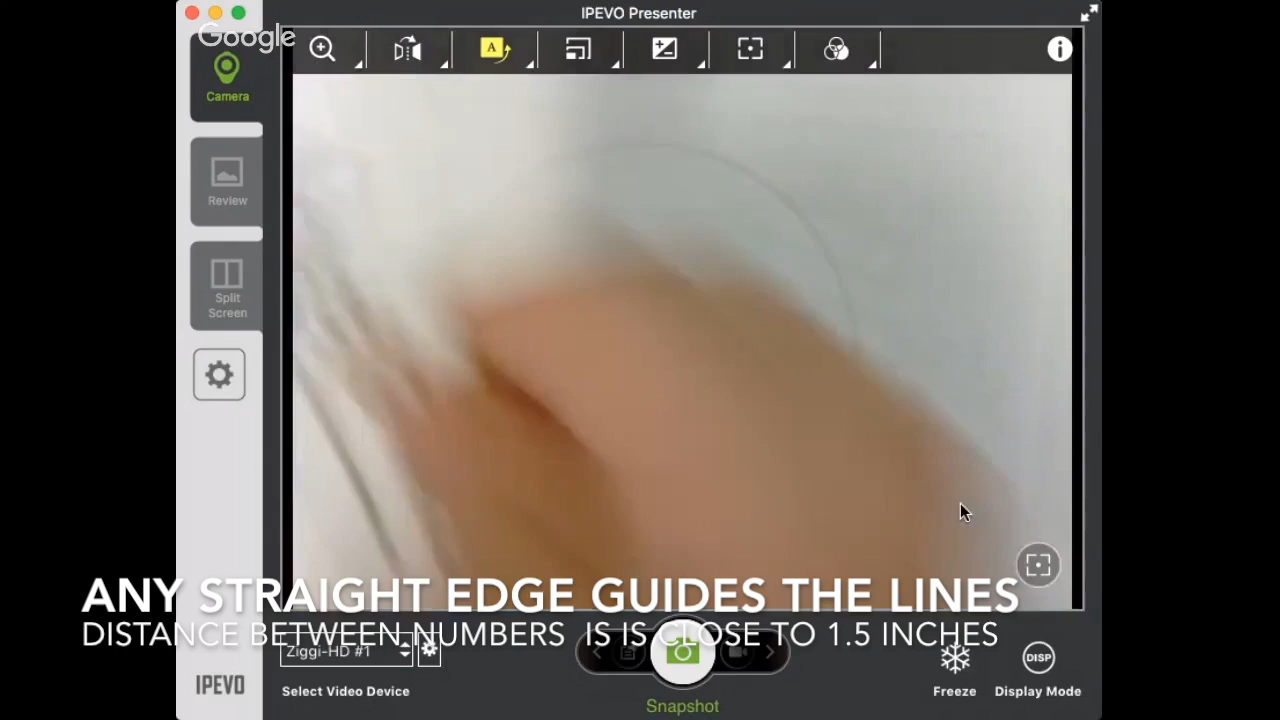 IPEVO Presenter
Google
A
Camera
Review
Split
Screen
ANY STRAIGHT EDGE GUIDES THE LINES
DISTANCE BETWEEN NUMBERS IS IS CLOSE TO 1.5 INCHES
Ziggi-HD #1
DISP
IPEVO
Select Video Device
Freeze
Display Mode
Snapshot